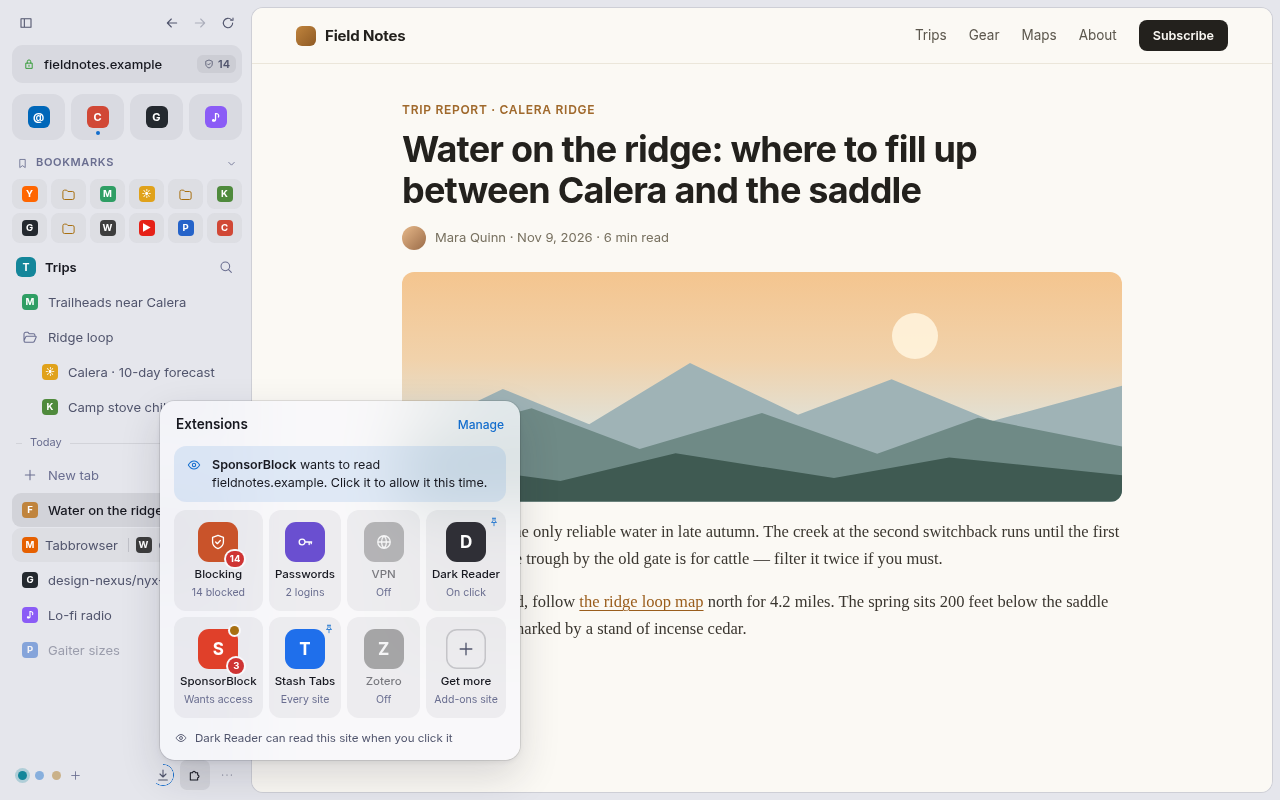 fieldnotes.example
14
@
C
G
BOOKMARKS
Y
M
K
G
W
P
C
T Trips
M Trailheads near Calera
Ridge loop
Calera · 10-day forecast
K Camp stove
Today
New tab
F Water on the ridge
M Tabbrowser W
G design-nexus/nyx-
Lo-fi radio
P Gaiter sizes
Field Notes
Trips
Gear
Maps
About
Subscribe
TRIP REPORT · CALERA RIDGE
Water on the ridge: where to fill up
between Calera and the saddle
Mara Quinn · Nov 9, 2026 · 6 min read
only reliable water in late autumn. The creek at the second switchback runs until the first
trough by the old gate is for cattle — filter it twice if you must.
follow the ridge loop map north for 4.2 miles. The spring sits 200 feet below the saddle
marked by a stand of incense cedar.
Extensions
Manage
SponsorBlock wants to read
fieldnotes.example. Click it to allow it this time.
14
Blocking
14 blocked
Passwords
2 logins
VPN
Off
D
Dark Reader
On click
S
3
SponsorBlock
Wants access
T
Stash Tabs
Every site
Z
Zotero
Off
Get more
Add-ons site
Dark Reader can read this site when you click it